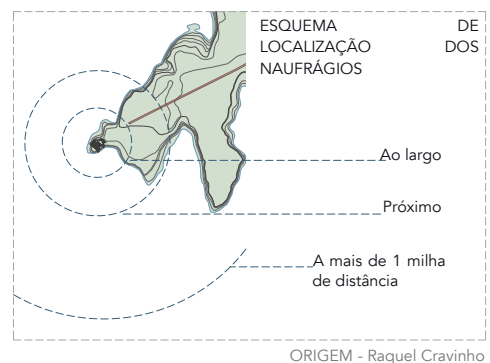 ESQUEMA DE
LOCALIZAÇÃO DOS
NAUFRÁGIOS
Ao largo
Próximo
A mais de 1 milha
de distância
ORIGEM - Raquel Cravinho